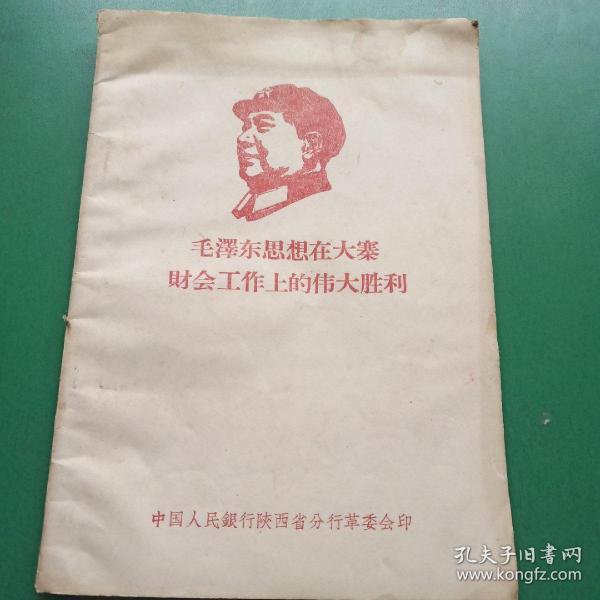 毛澤东思想在大寨
財会工作上的伟大胜利
中国人民銀行陝西省分行革委会印
孔夫子旧书网
www.kongfz.com